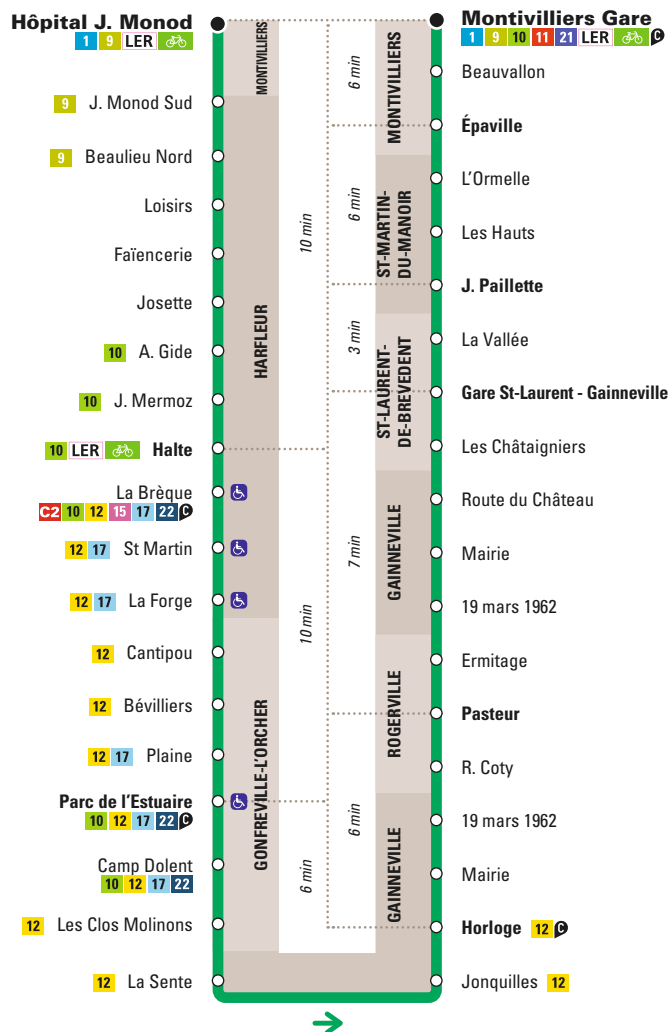 Hôpital J. Monod
1 9 LER
9 J. Monod Sud
9 Beaulieu Nord
Loisirs
Faïencerie
Josette
10 A. Gide
10 J. Mermoz
10 LER Halte
La Brèque
C2 10 12 15 17 22 C
12 17 St Martin
12 17 La Forge
12 Cantipou
12 Bévilliers
12 17 Plaine
Parc de l'Estuaire
10 12 17 22 C
Camp Dolent
10 12 17 22
12 Les Clos Molinons
12 La Sente
MONTIVILLIERS
HARFLEUR
GONFREVILLE-L'ORCHER
10 min
10 min
6 min
6 min
6 min
3 min
7 min
6 min
MONTIVILLIERS
ST-MARTIN-
DU-MANOIR
ST-LAURENT-
DE-BREVEDENT
GAINNEVILLE
ROGERVILLE
GAINNEVILLE
Montivilliers Gare
1 9 10 11 21 LER C
Beauvallon
Épaville
L'Ormelle
Les Hauts
J. Paillette
La Vallée
Gare St-Laurent - Gainneville
Les Châtaigniers
Route du Château
Mairie
19 mars 1962
Ermitage
Pasteur
R. Coty
19 mars 1962
Mairie
Horloge 12 C
Jonquilles 12